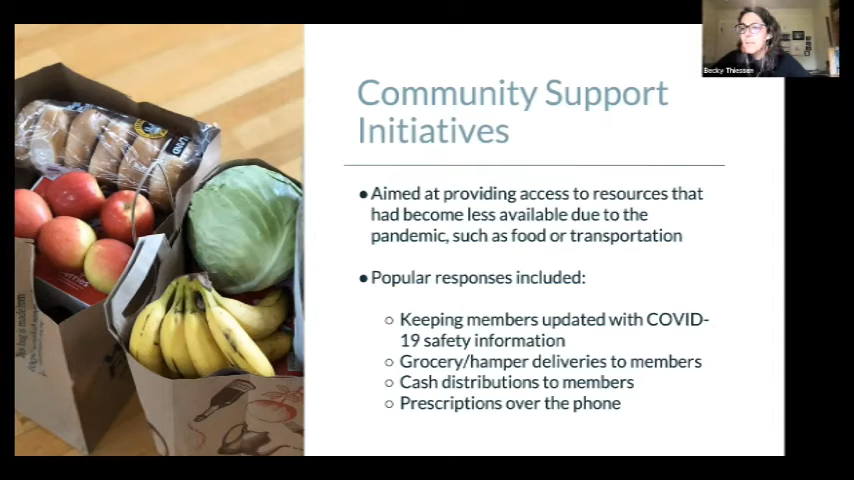 Becky Thiessen
Community Support
Initiatives
●Aimed at providing access to resources that
had become less available due to the
pandemic, such as food or transportation
●Popular responses included:
○ Keeping members updated with COVID-
19 safety information
○ Grocery/hamper deliveries to members
○ Cash distributions to members
○ Prescriptions over the phone